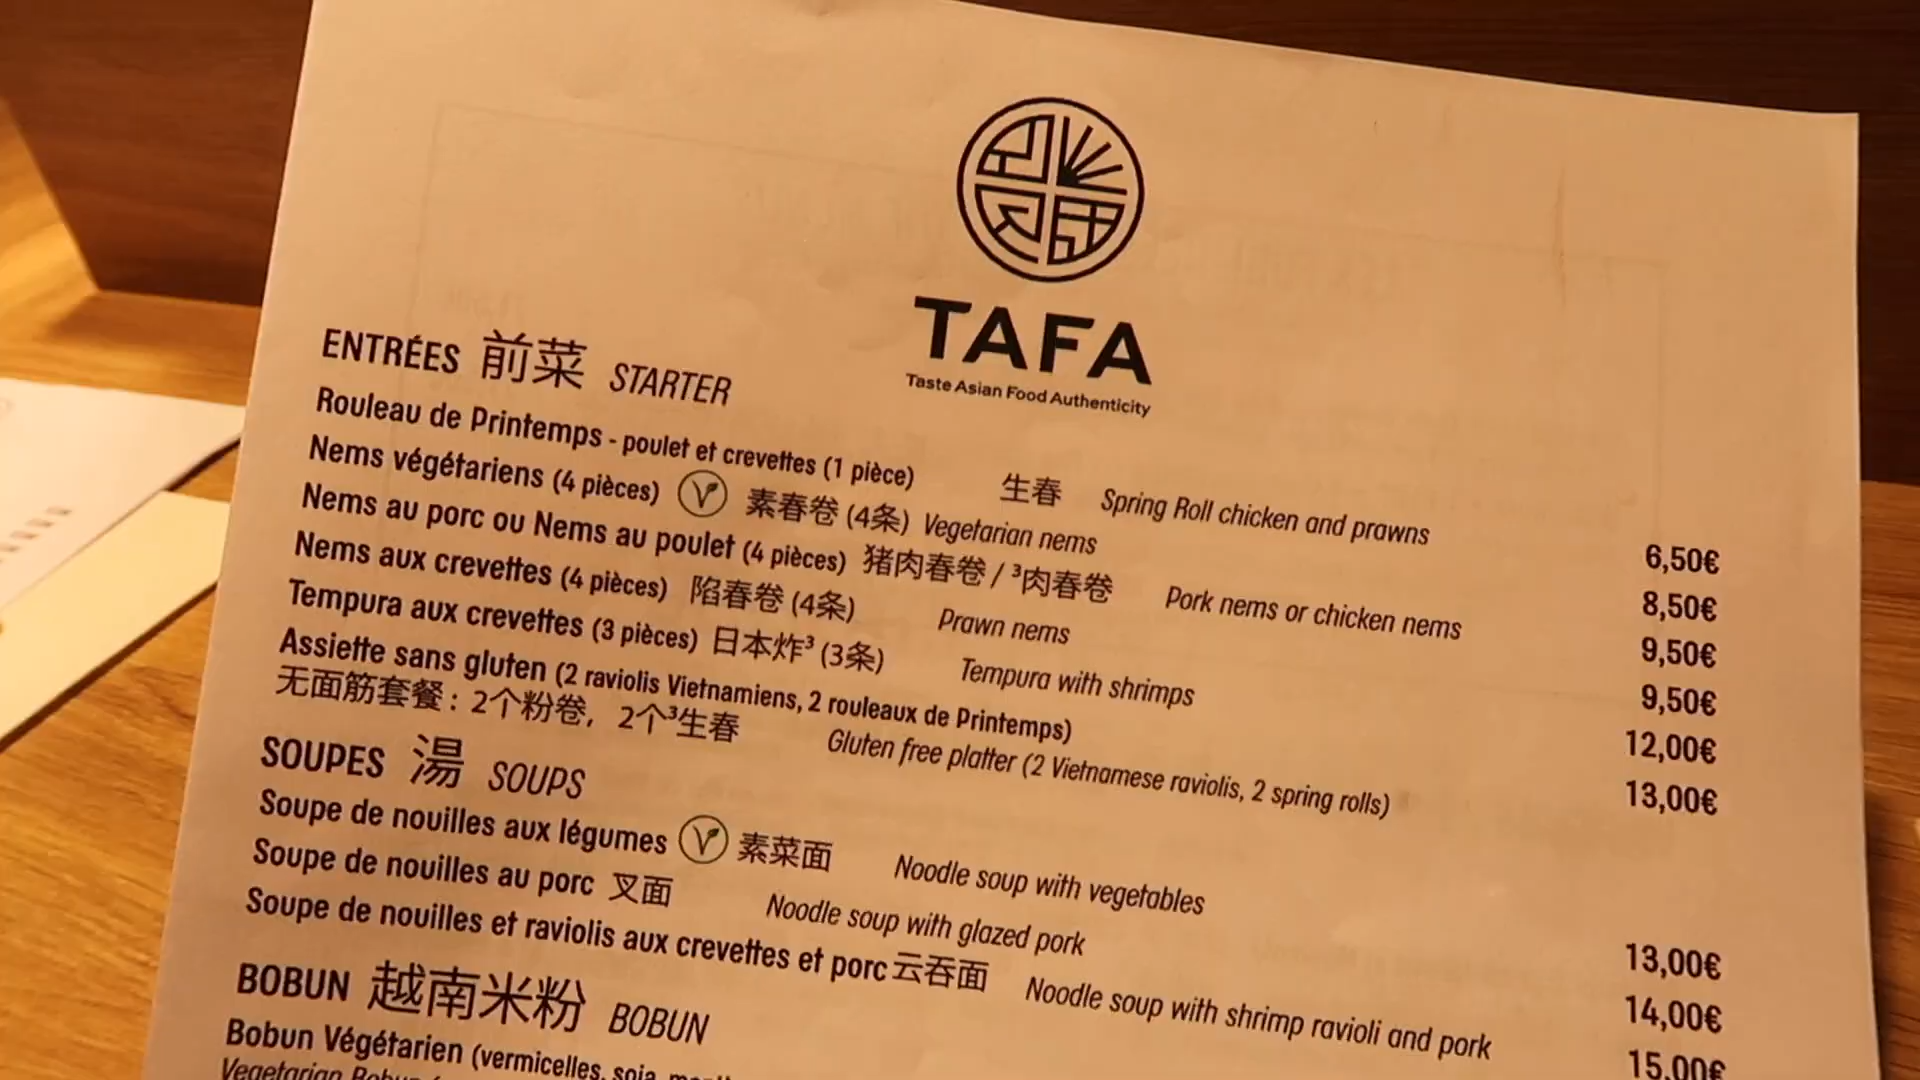 TAFA
Taste Asian Food Authenticity
ENTRÉES 前菜 STARTER
Rouleau de Printemps - poulet et crevettes (1 pièce) 生春 Spring Roll chicken and prawns 6,50€
Nems végétariens (4 pièces) V 素春卷 (4条) Vegetarian nems 8,50€
Nems au porc ou Nems au poulet (4 pièces) 猪肉春卷 / ³肉春卷 Pork nems or chicken nems 9,50€
Nems aux crevettes (4 pièces) 陷春卷 (4条) Prawn nems 9,50€
Tempura aux crevettes (3 pièces) 日本炸³ (3条) Tempura with shrimps 12,00€
Assiette sans gluten (2 raviolis Vietnamiens, 2 rouleaux de Printemps) 13,00€
无面筋套餐：2个粉卷，2个³生春 Gluten free platter (2 Vietnamese raviolis, 2 spring rolls)
SOUPES 湯 SOUPS
Soupe de nouilles aux légumes V 素菜面 Noodle soup with vegetables 13,00€
Soupe de nouilles au porc 叉面 Noodle soup with glazed pork 14,00€
Soupe de nouilles et raviolis aux crevettes et porc 云吞面 Noodle soup with shrimp ravioli and pork 15,00€
BOBUN 越南米粉 BOBUN
Bobun Végétarien (vermicelles, soja,
Vegetarian Bobun